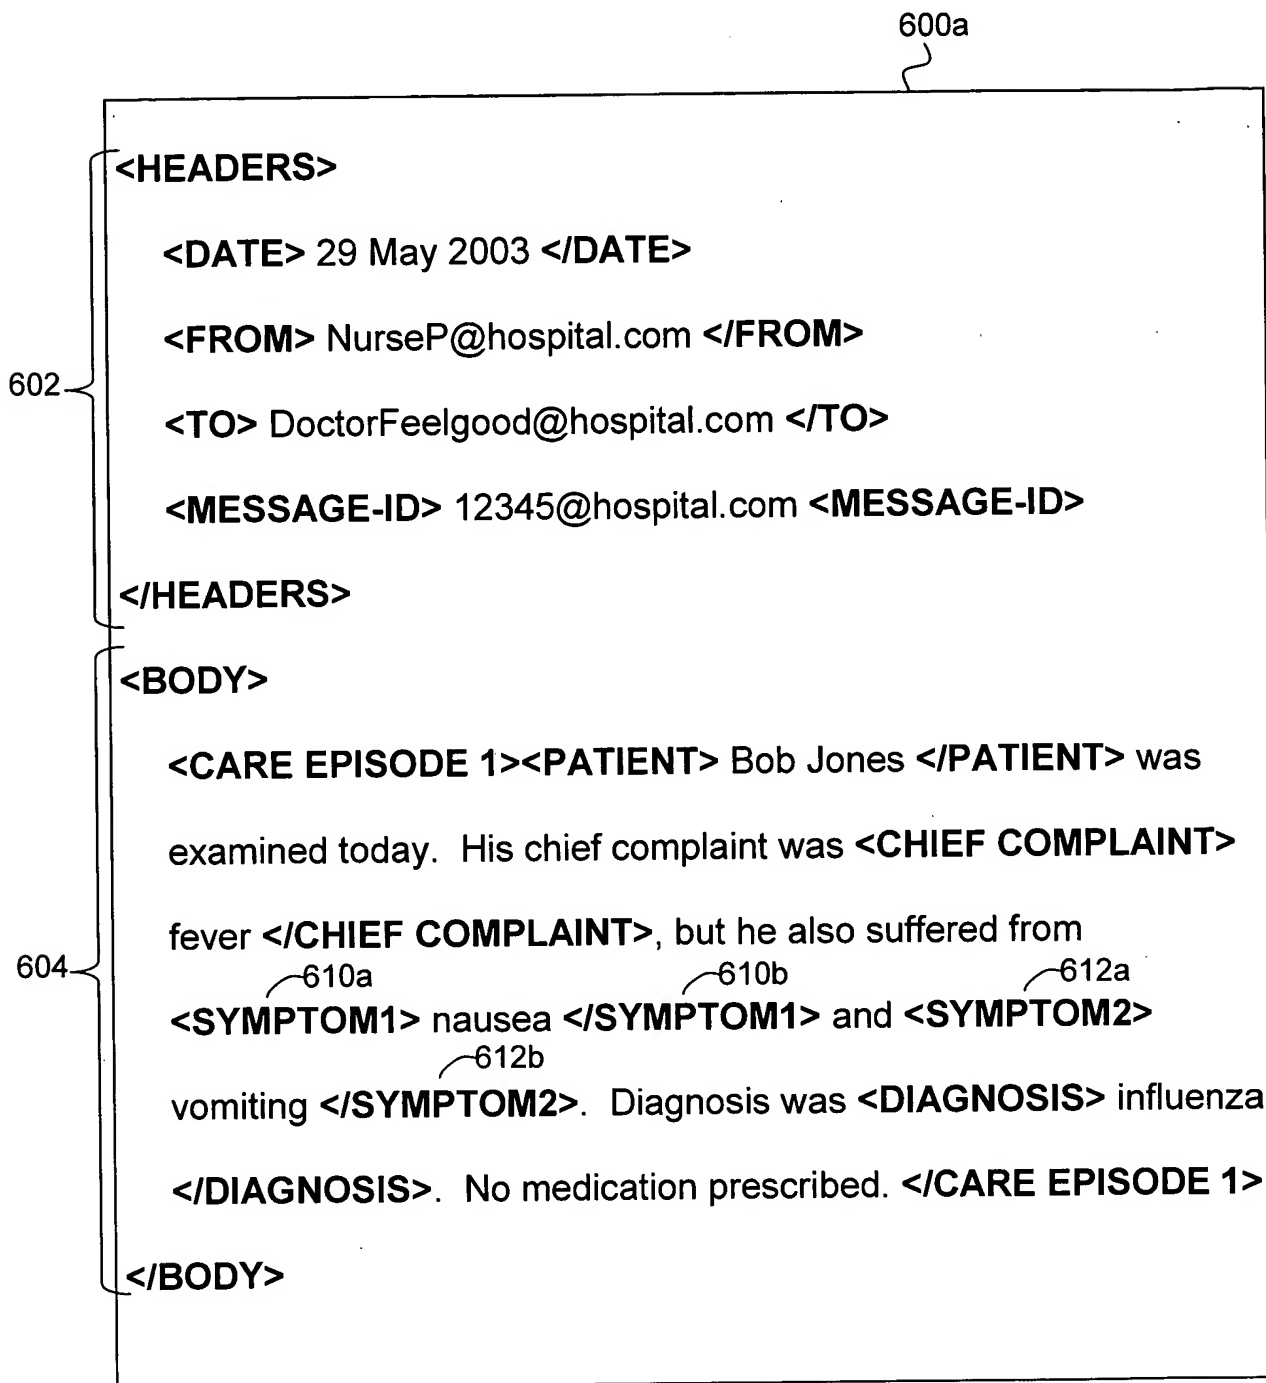 600a
<HEADERS>
<DATE> 29 May 2003 </DATE>
<FROM> NurseP@hospital.com </FROM>
602
<TO> DoctorFeelgood@hospital.com </TO>
<MESSAGE-ID> 12345@hospital.com <MESSAGE-ID>
</HEADERS>
<BODY>
<CARE EPISODE 1><PATIENT> Bob Jones </PATIENT> was
examined today. His chief complaint was <CHIEF COMPLAINT>
fever </CHIEF COMPLAINT>, but he also suffered from
604
610a 610b 612a
<SYMPTOM1> nausea </SYMPTOM1> and <SYMPTOM2>
612b
vomiting </SYMPTOM2>. Diagnosis was <DIAGNOSIS> influenza
</DIAGNOSIS>. No medication prescribed. </CARE EPISODE 1>
</BODY>